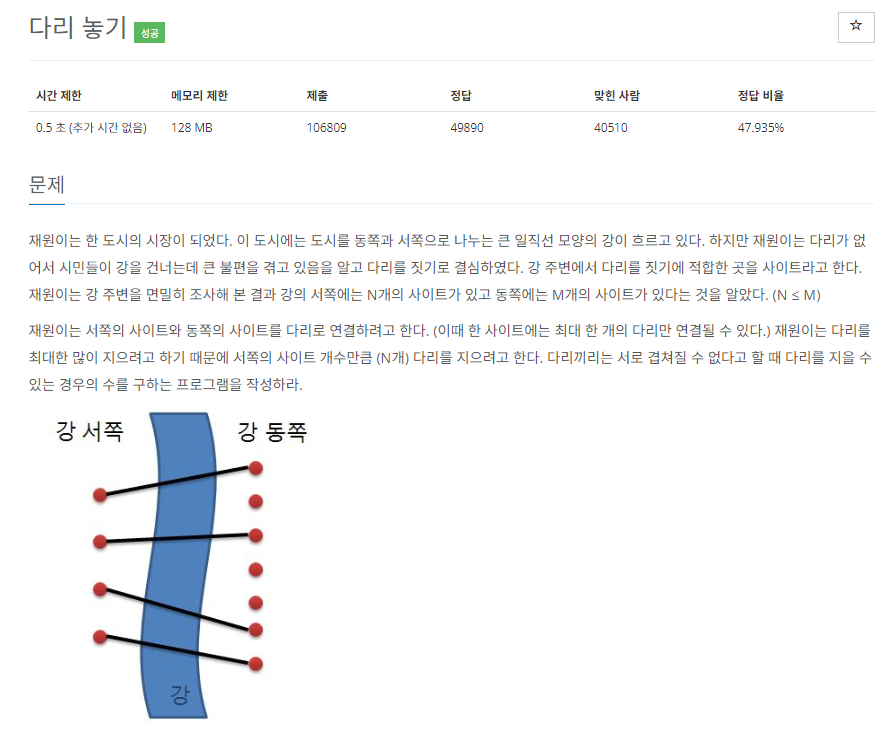 다리 놓기 성공
☆
시간 제한 메모리 제한 제출 정답 맞힌 사람 정답 비율
0.5 초 (추가 시간 없음) 128 MB 106809 49890 40510 47.935%
문제
재원이는 한 도시의 시장이 되었다. 이 도시에는 도시를 동쪽과 서쪽으로 나누는 큰 일직선 모양의 강이 흐르고 있다. 하지만 재원이는 다리가 없
어서 시민들이 강을 건너는데 큰 불편을 겪고 있음을 알고 다리를 짓기로 결심하였다. 강 주변에서 다리를 짓기에 적합한 곳을 사이트라고 한다.
재원이는 강 주변을 면밀히 조사해 본 결과 강의 서쪽에는 N개의 사이트가 있고 동쪽에는 M개의 사이트가 있다는 것을 알았다. (N ≤ M)
재원이는 서쪽의 사이트와 동쪽의 사이트를 다리로 연결하려고 한다. (이때 한 사이트에는 최대 한 개의 다리만 연결될 수 있다.) 재원이는 다리를
최대한 많이 지으려고 하기 때문에 서쪽의 사이트 개수만큼 (N개) 다리를 지으려고 한다. 다리끼리는 서로 겹쳐질 수 없다고 할 때 다리를 지을 수
있는 경우의 수를 구하는 프로그램을 작성하라.
강 서쪽 강 동쪽
강